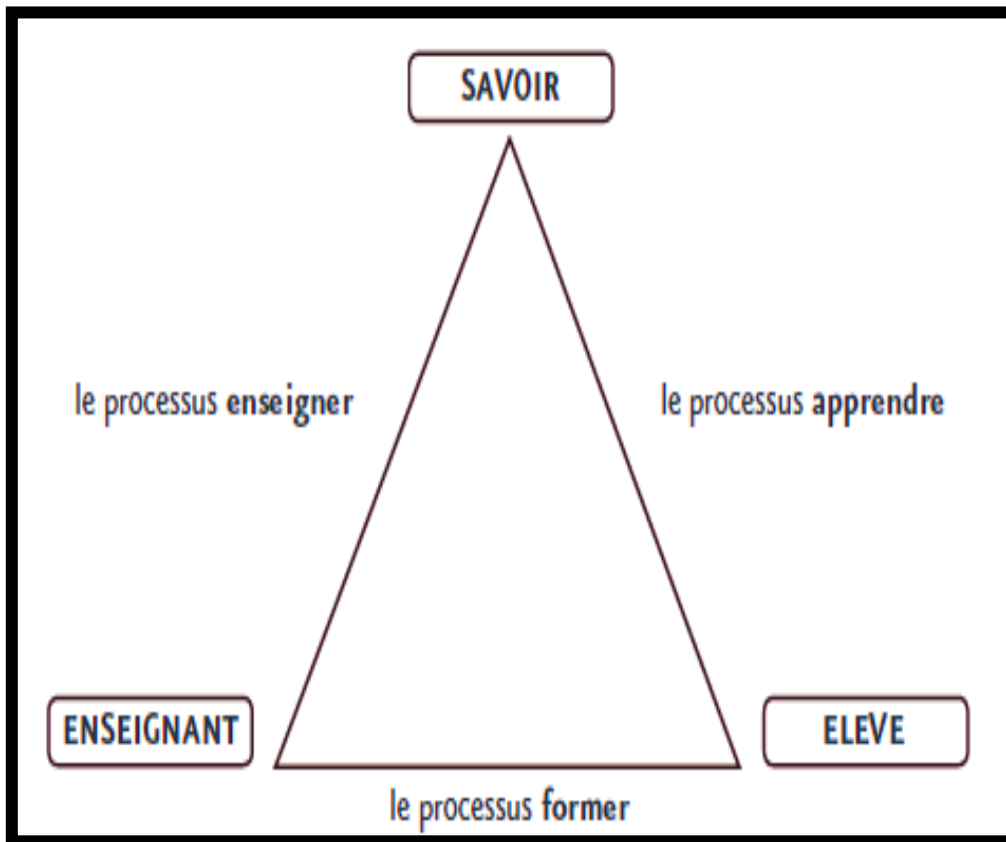 SAVOIR
le processus enseigner
le processus apprendre
ENSEIGNANT
ELEVE
le processus former